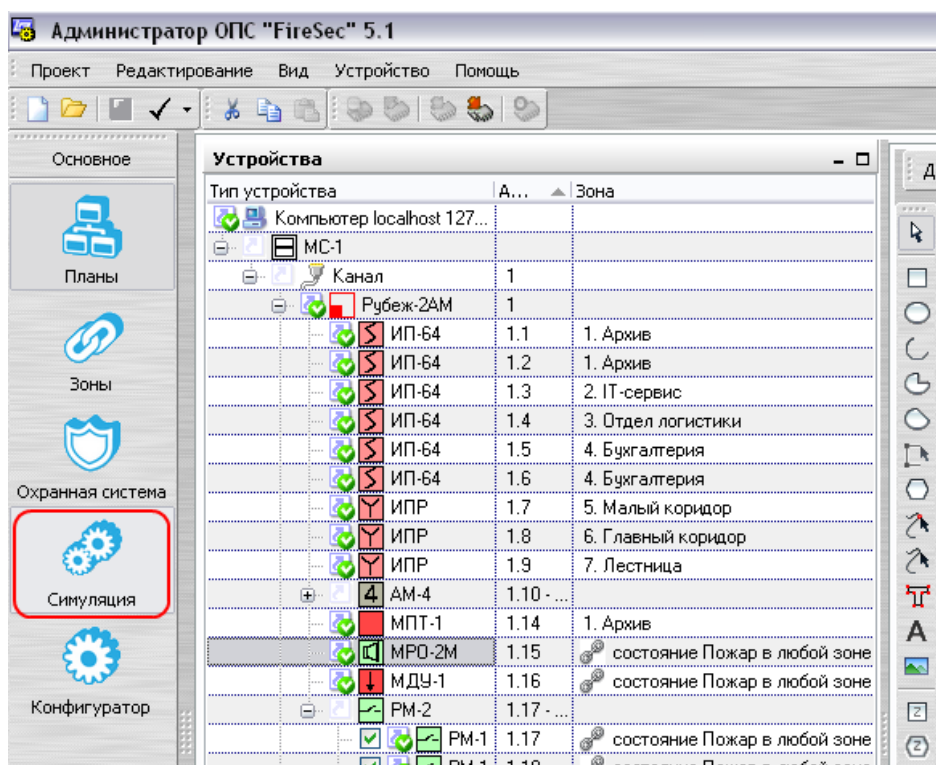 Администратор ОПС "FireSec" 5.1
Проект Редактирование Вид Устройство Помощь
Основное
Планы
Зоны
Охранная система
Симуляция
Конфигуратор
Устройства
Д
Тип устройства А... Зона
Компьютер localhost 127...
МС-1
Канал 1
Рубеж-2АМ 1
ИП-64 1.1 1. Архив
ИП-64 1.2 1. Архив
ИП-64 1.3 2. IT-сервис
ИП-64 1.4 3. Отдел логистики
ИП-64 1.5 4. Бухгалтерия
ИП-64 1.6 4. Бухгалтерия
ИПР 1.7 5. Малый коридор
ИПР 1.8 6. Главный коридор
ИПР 1.9 7. Лестница
4 АМ-4 1.10 - ...
МПТ-1 1.14 1. Архив
МРО-2М 1.15 состояние Пожар в любой зоне
МДУ-1 1.16 состояние Пожар в любой зоне
РМ-2 1.17 - ...
РМ-1 1.17 состояние Пожар в любой зоне